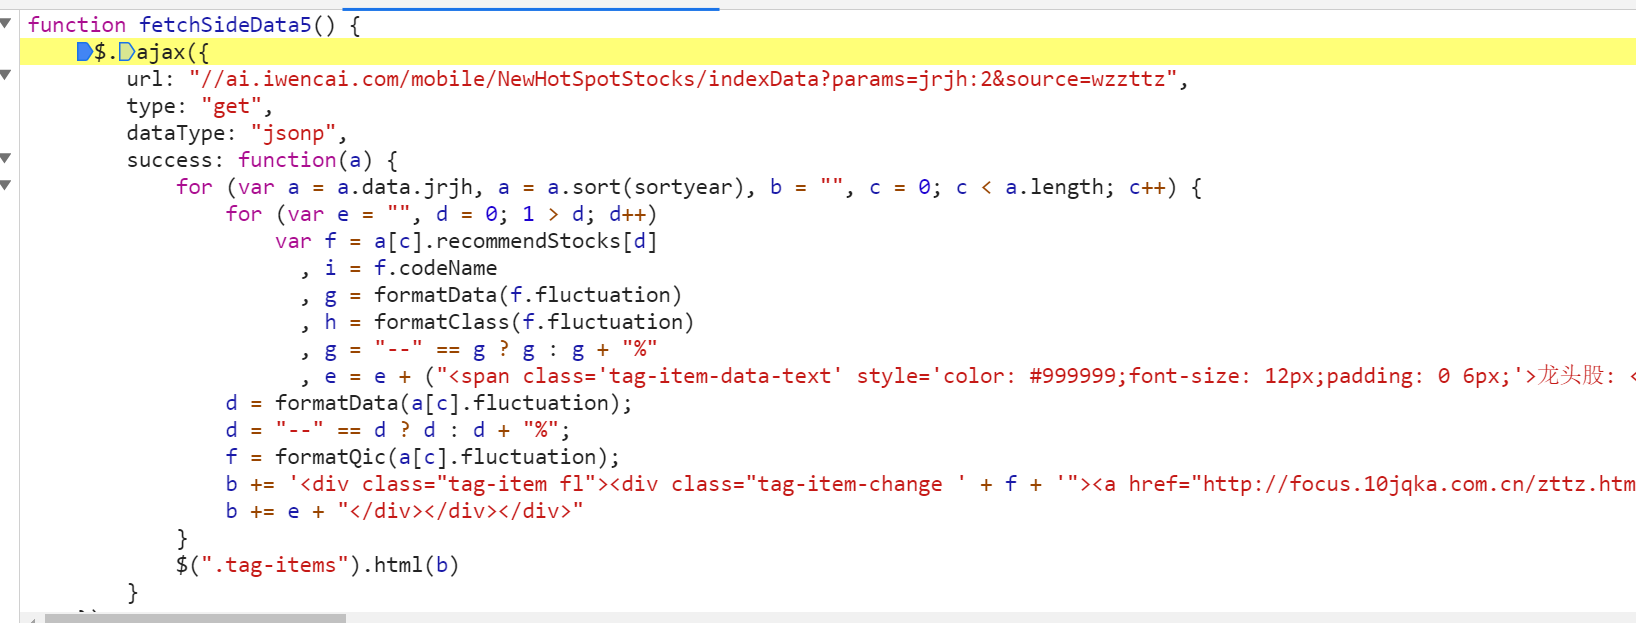 function fetchSideData5() {
    $.ajax({
        url: "//ai.iwencai.com/mobile/NewHotSpotStocks/indexData?params=jrjh:2&source=wzzttz",
        type: "get",
        dataType: "jsonp",
        success: function(a) {
            for (var a = a.data.jrjh, a = a.sort(sortyear), b = "", c = 0; c < a.length; c++) {
                for (var e = "", d = 0; 1 > d; d++)
                    var f = a[c].recommendStocks[d]
                      , i = f.codeName
                      , g = formatData(f.fluctuation)
                      , h = formatClass(f.fluctuation)
                      , g = "--" == g ? g : g + "%"
                      , e = e + ("<span class='tag-item-data-text' style='color: #999999;font-size: 12px;padding: 0 6px;'>龙头股: <
                d = formatData(a[c].fluctuation);
                d = "--" == d ? d : d + "%";
                f = formatQic(a[c].fluctuation);
                b += '<div class="tag-item fl"><div class="tag-item-change ' + f + '"><a href="http://focus.10jqka.com.cn/zttz.htm
                b += e + "</div></div></div>"
            }
            $(".tag-items").html(b)
        }